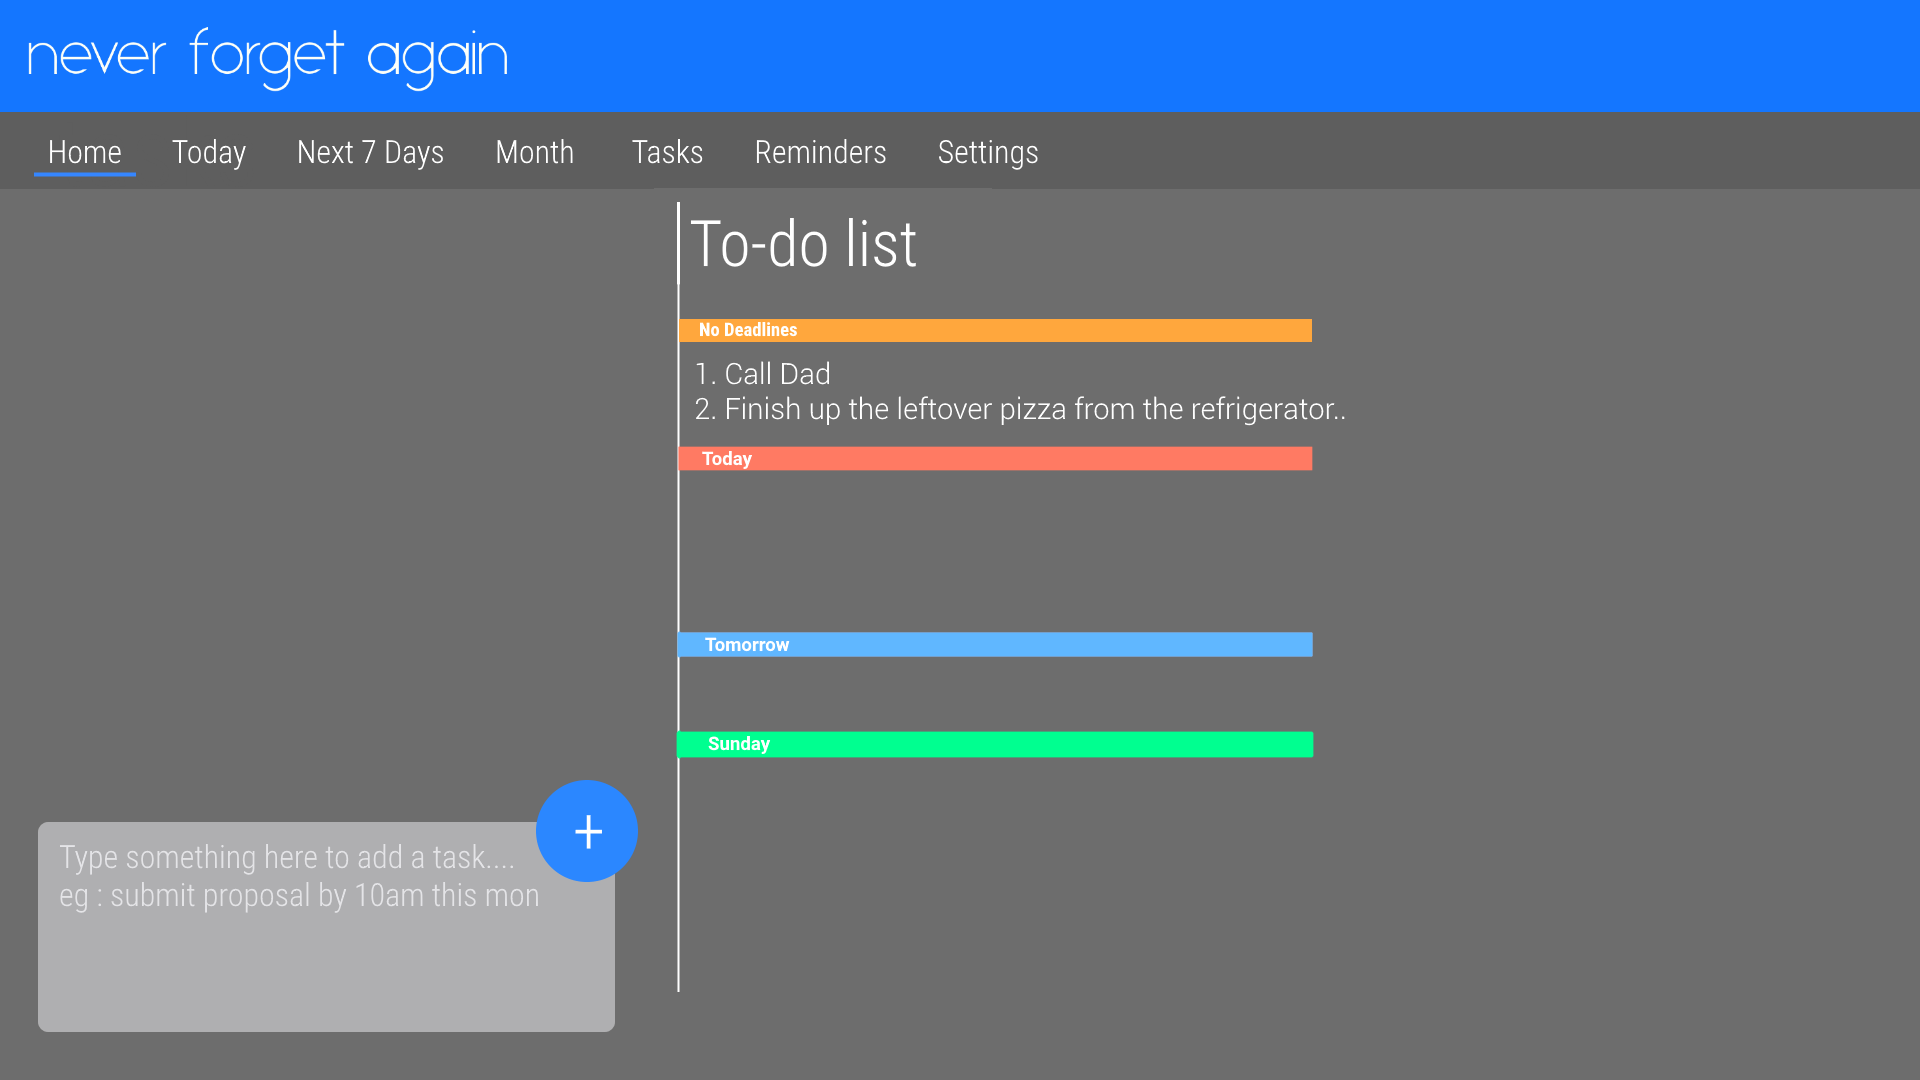 never forget again
Home Today Next 7 Days Month Tasks Reminders Settings
To-do list
No Deadlines
1. Call Dad
2. Finish up the leftover pizza from the refrigerator..
Today
Tomorrow
Sunday
+
Type something here to add a task....
eg : submit proposal by 10am this mon